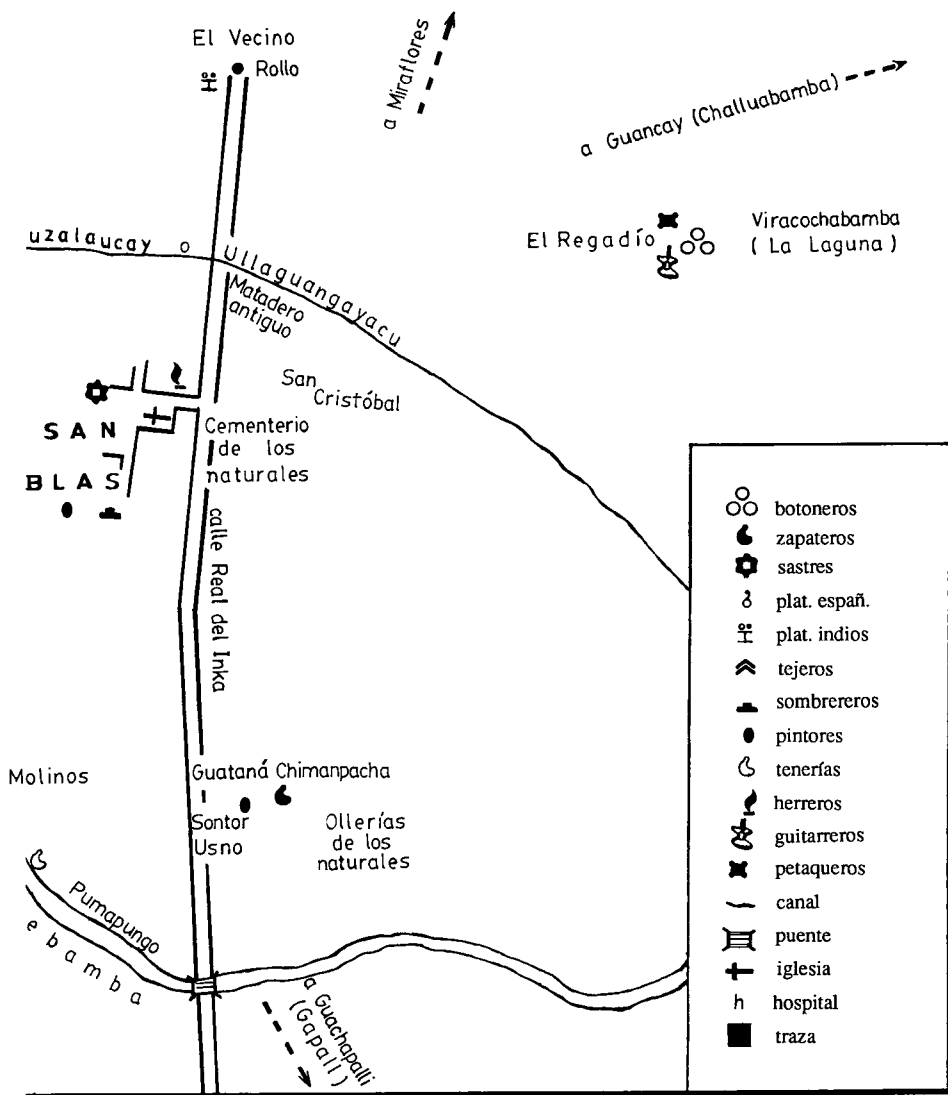 El Vecino
Rollo
a Miraflores
a Guancay (Challuabamba)
El Regadío
Viracochabamba
(La Laguna)
uzalaucay o Ullaguangayacu
Matadero
antiguo
San
Cristóbal
SAN
BLAS
Cementerio
de los
naturales
calle Real del Inka
Molinos
Guataná Chimanpacha
Sontor
Usno
Ollerías
de los
naturales
Pumapungo
ebamba
a Guachapalli
(Gapall)
botoneros
zapateros
sastres
plat. españ.
plat. indios
tejeros
sombrereros
pintores
tenerías
herreros
guitarreros
petaqueros
canal
puente
iglesia
h hospital
traza